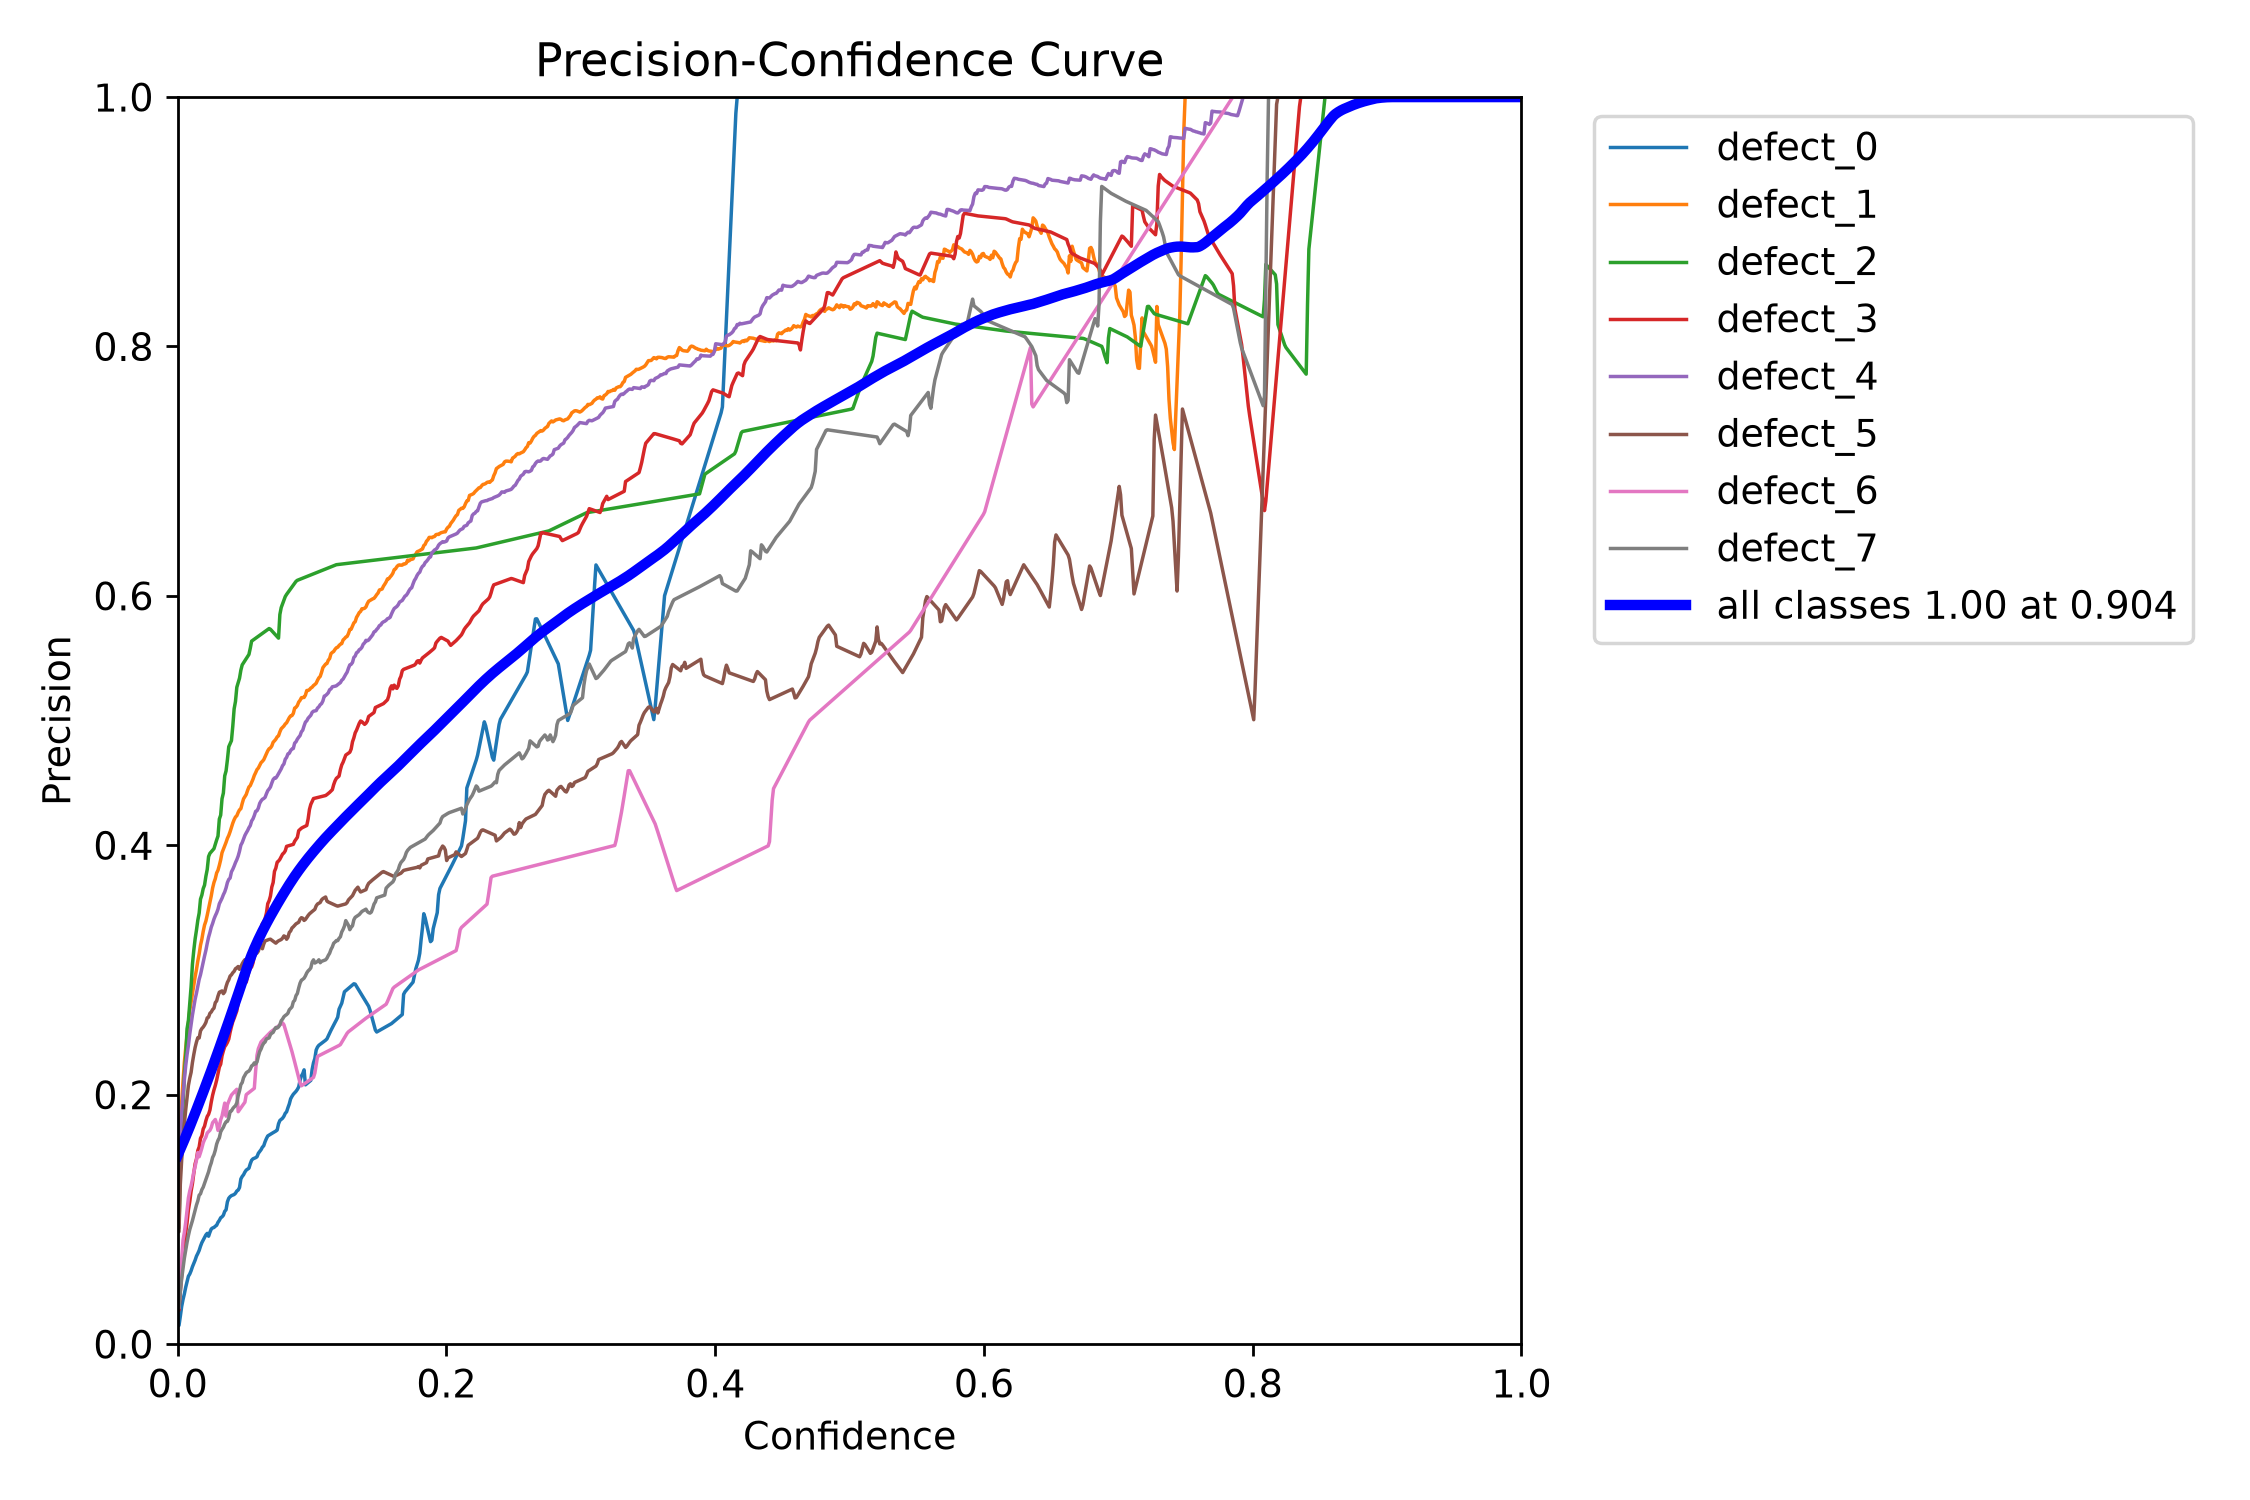 Precision-Confidence Curve
1.0
0.8
0.6
0.4
0.2
0.0
Precision
0.0 0.2 0.4 0.6 0.8 1.0
Confidence
defect_0
defect_1
defect_2
defect_3
defect_4
defect_5
defect_6
defect_7
all classes 1.00 at 0.904